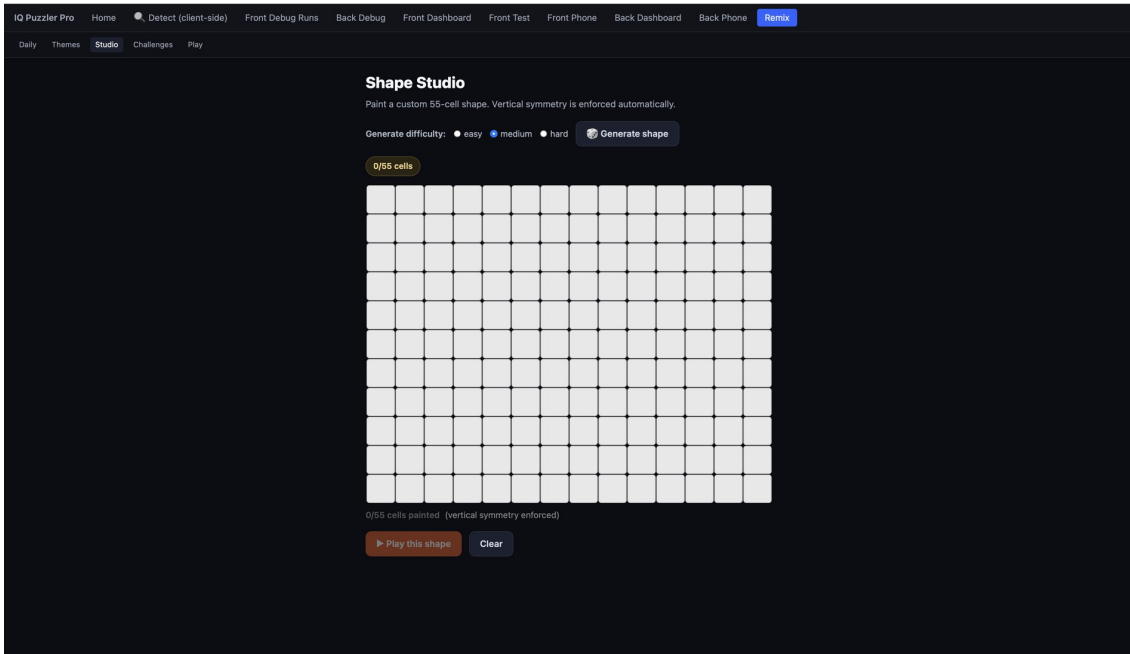 IQ Puzzler Pro Home Detect (client-side) Front Debug Runs Back Debug Front Dashboard Front Test Front Phone Back Dashboard Back Phone Remix
Daily Themes Studio Challenges Play
Shape Studio
Paint a custom 55-cell shape. Vertical symmetry is enforced automatically.
Generate difficulty: easy medium hard Generate shape
0/55 cells
0/55 cells painted (vertical symmetry enforced)
Play this shape Clear